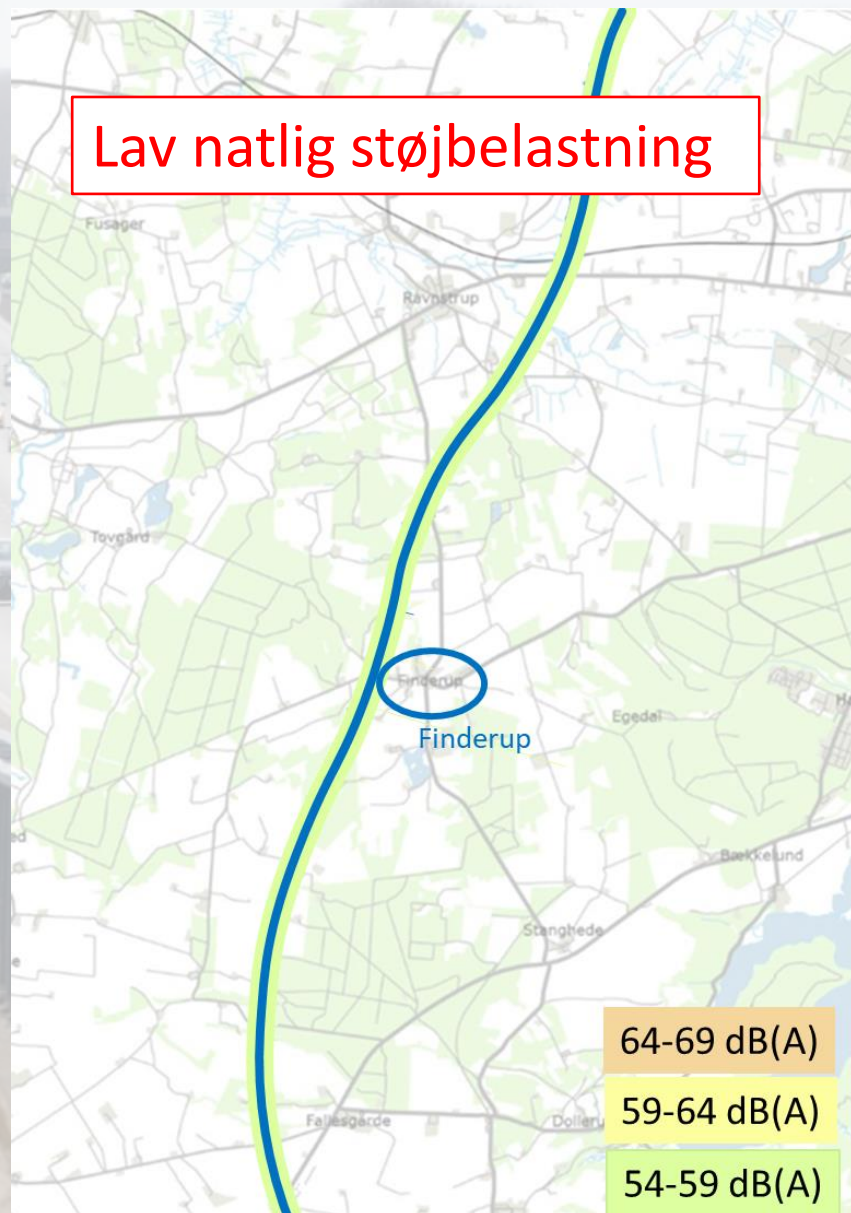 Lav natlig støjbelastning
Fusager
Ravnstrup
Tovgård
Finderup
Finderup
Egedal
Bækkelund
Stanghede
64-69 dB(A)
59-64 dB(A)
Fallesgårde
54-59 dB(A)